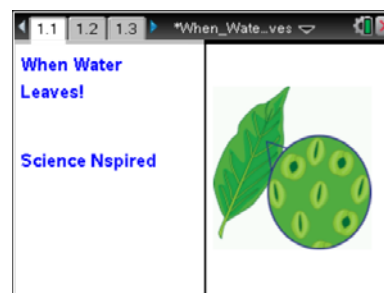 1.1 1.2 1.3 *When_Wate…ves
When Water
Leaves!
Science Nspired